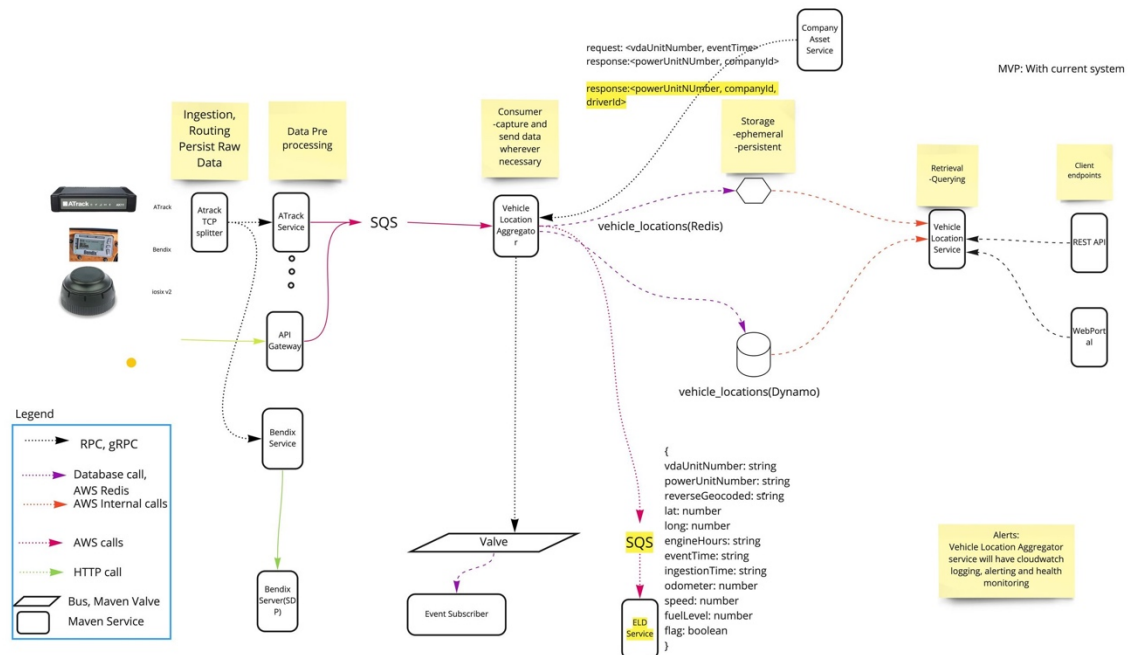 request: <vdaUnitNumber, eventTime>
response:<powerUnitNUmber, companyId>
response:<powerUnitNUmber, companyId,
driverId>
Company
Asset
Service
MVP: With current system
Ingestion,
Routing
Persist Raw
Data
Data Pre
processing
Consumer
-capture and
send data
wherever
necessary
Storage
-ephemeral
-persistent
Retrieval
-Querying
Client
endpoints
ATrack
ATrack
Bendix
Bendix
iosix v2
Atrack
TCP
splitter
ATrack
Service
SQS
Vehicle
Location
Aggregato
r
vehicle_locations(Redis)
Vehicle
Location
Service
REST API
API
Gateway
WebPort
al
vehicle_locations(Dynamo)
Legend
RPC, gRPC
Database call,
AWS Redis
AWS Internal calls
AWS calls
HTTP call
Bus, Maven Valve
Maven Service
Bendix
Service
Bendix
Server(SD
P)
Valve
Event Subscriber
SQS
ELD
Service
{
vdaUnitNumber: string
powerUnitNumber: string
reverseGeocoded: string
lat: number
long: number
engineHours: string
eventTime: string
ingestionTime: string
odometer: number
speed: number
fuelLevel: number
flag: boolean
}
Alerts:
Vehicle Location Aggregator
service will have cloudwatch
logging, alerting and health
monitoring